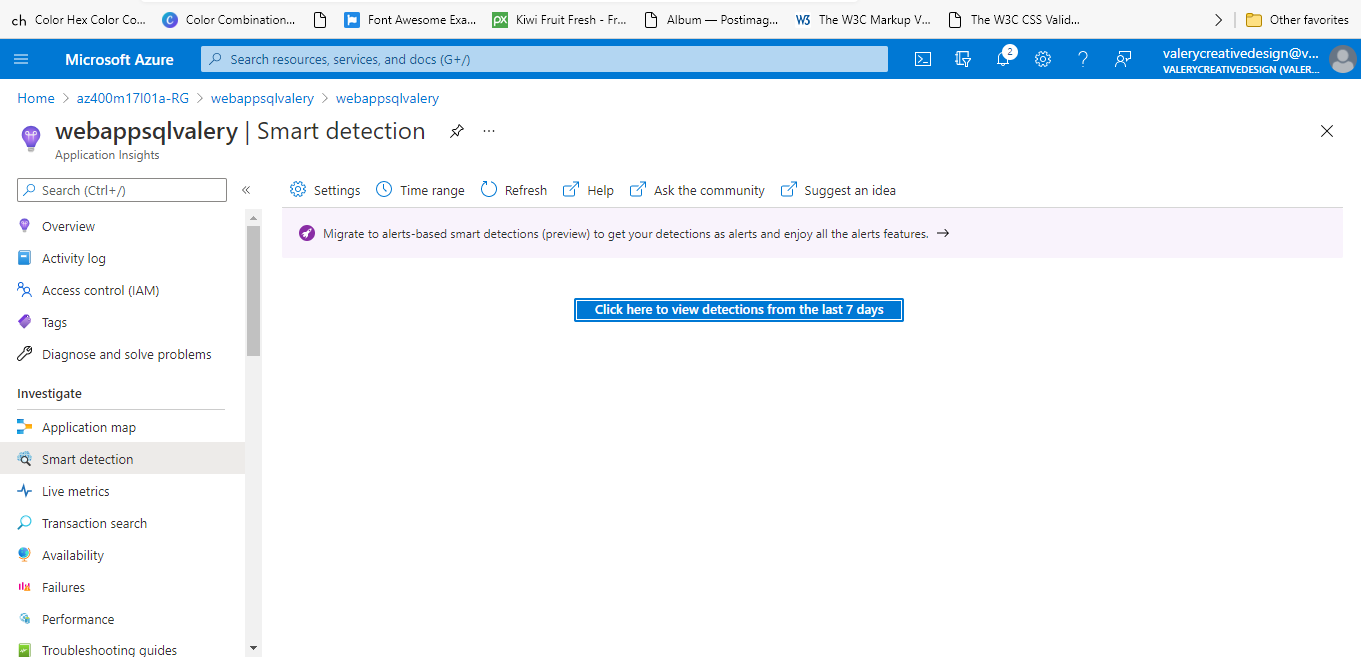 ch Color Hex Color Co... C Color Combination... Font Awesome Exa... px Kiwi Fruit Fresh - Fr... Album — Postimag... W3 The W3C Markup V... The W3C CSS Valid... Other favorites
Microsoft Azure Search resources, services, and docs (G+/) 2 valerycreativedesign@v...
VALERYCREATIVEDESIGN (VALER...
Home > az400m17l01a-RG > webappsqlvalery > webappsqlvalery
webappsqlvalery | Smart detection ...
Application Insights
Search (Ctrl+/) «
Settings Time range Refresh Help Ask the community Suggest an idea
Migrate to alerts-based smart detections (preview) to get your detections as alerts and enjoy all the alerts features. →
Click here to view detections from the last 7 days
Overview
Activity log
Access control (IAM)
Tags
Diagnose and solve problems
Investigate
Application map
Smart detection
Live metrics
Transaction search
Availability
Failures
Performance
Troubleshooting guides